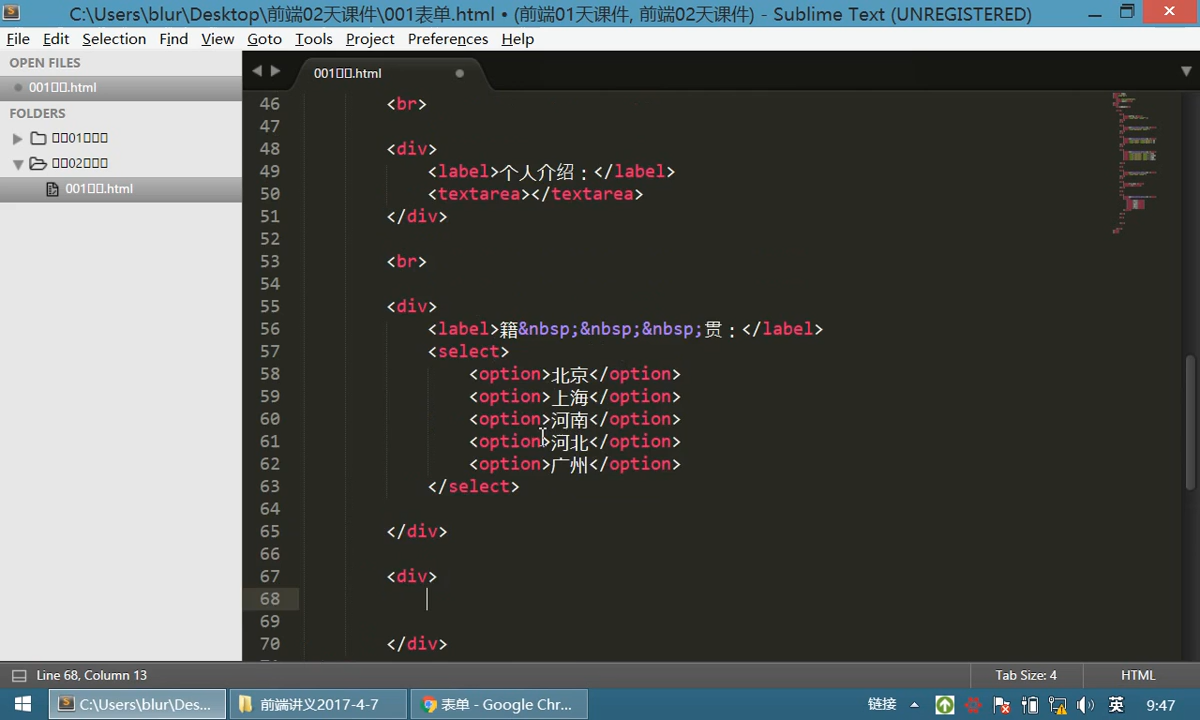 C:\Users\blur\Desktop\前端02天课件\001表单.html • (前端01天课件, 前端02天课件) - Sublime Text (UNREGISTERED)
File Edit Selection Find View Goto Tools Project Preferences Help
OPEN FILES
001□□.html
FOLDERS
□□01□□□
□□02□□□
001□□.html
001□□.html
46 <br>
47
48 <div>
49 <label>个人介绍：</label>
50 <textarea></textarea>
51 </div>
52
53 <br>
54
55 <div>
56 <label>籍&nbsp;&nbsp;&nbsp;贯：</label>
57 <select>
58 <option>北京</option>
59 <option>上海</option>
60 <option>河南</option>
61 <option>河北</option>
62 <option>广州</option>
63 </select>
64
65 </div>
66
67 <div>
68
69
70 </div>
Line 68, Column 13 Tab Size: 4 HTML
C:\Users\blur\Des... 前端讲义2017-4-7 表单 - Google Chr... 链接 英 9:47